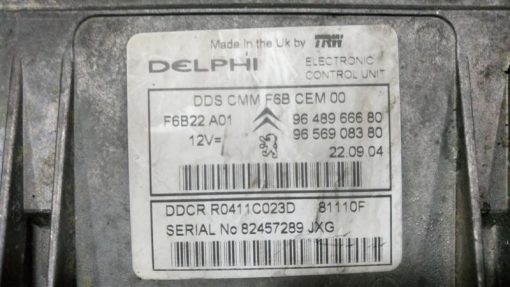 Made in the Uk by TRW
DELPHI ELECTRONIC CONTROL UNIT
DDS CMM F6B CEM 00
F6B22 A01 96 489 666 80
12V= 96 569 083 80
22.09.04
DDCR R0411C023D 81110F
SERIAL No 82457289 JXG